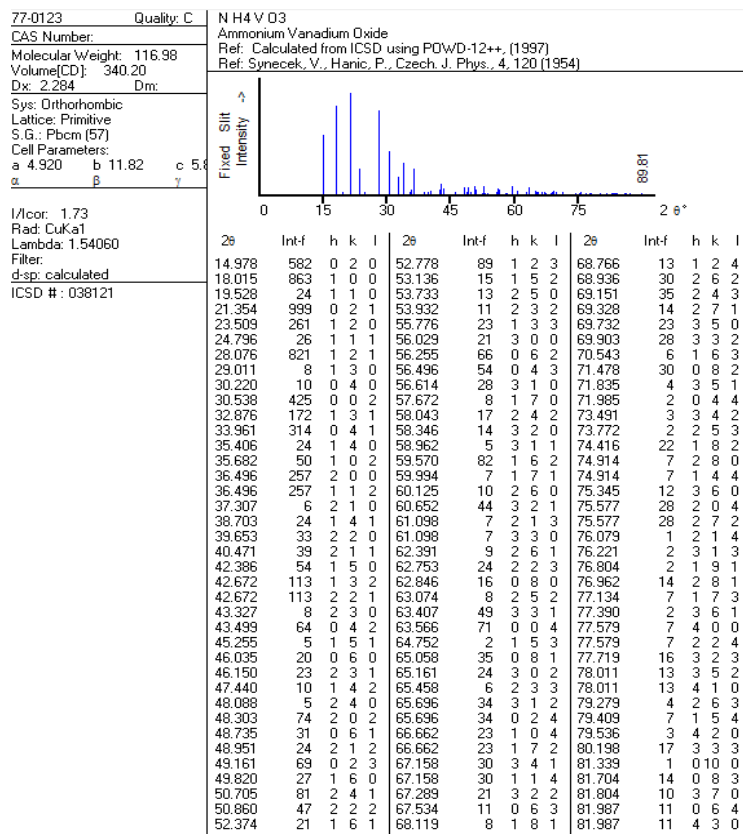 77-0123 Quality: C
CAS Number:
Molecular Weight: 116.98
Volume[CD]: 340.20
Dx: 2.284 Dm:
Sys: Orthorhombic
Lattice: Primitive
S.G.: Pbcm (57)
Cell Parameters:
a 4.920 b 11.82 c 5.8
α β γ
I/Icor: 1.73
Rad: CuKa1
Lambda: 1.54060
Filter:
d-sp: calculated
ICSD # : 038121
N H4 V O3
Ammonium Vanadium Oxide
Ref: Calculated from ICSD using POWD-12++, (1997)
Ref: Synecek, V., Hanic, P., Czech. J. Phys., 4, 120 (1954)
Fixed Slit
Intensity ->
89.81
0 15 30 45 60 75 2 θ°
2θ Int-f h k l 2θ Int-f h k l 2θ Int-f h k l
14.978 582 0 2 0 52.778 89 1 2 3 68.766 13 1 2 4
18.015 863 1 0 0 53.136 15 1 5 2 68.936 30 2 6 2
19.528 24 1 1 0 53.733 13 2 5 0 69.151 35 2 4 3
21.354 999 0 2 1 53.932 11 2 3 2 69.328 14 2 7 1
23.509 261 1 2 0 55.776 23 1 3 3 69.732 23 3 5 0
24.796 26 1 1 1 56.029 21 3 0 0 69.903 28 3 3 2
28.076 821 1 2 1 56.255 66 0 6 2 70.543 6 1 6 3
29.011 8 1 3 0 56.496 54 0 4 3 71.478 30 0 8 2
30.220 10 0 4 0 56.614 28 3 1 0 71.835 4 3 5 1
30.538 425 0 0 2 57.672 8 1 7 0 71.985 2 0 4 4
32.876 172 1 3 1 58.043 17 2 4 2 73.491 3 3 4 2
33.961 314 0 4 1 58.346 14 3 2 0 73.772 2 2 5 3
35.406 24 1 4 0 58.962 5 3 1 1 74.416 22 1 8 2
35.682 50 1 0 2 59.570 82 1 6 2 74.914 7 2 8 0
36.496 257 2 0 0 59.994 7 1 7 1 74.914 7 1 4 4
36.496 257 1 1 2 60.125 10 2 6 0 75.345 12 3 6 0
37.307 6 2 1 0 60.652 44 3 2 1 75.577 28 2 0 4
38.703 24 1 4 1 61.098 7 2 1 3 75.577 28 2 7 2
39.653 33 2 2 0 61.098 7 3 3 0 76.079 1 2 1 4
40.471 39 2 1 1 62.391 9 2 6 1 76.221 2 3 1 3
42.386 54 1 5 0 62.753 24 2 2 3 76.804 2 1 9 1
42.672 113 1 3 2 62.846 16 0 8 0 76.962 14 2 8 1
42.672 113 2 2 1 63.074 8 2 5 2 77.134 7 1 7 3
43.327 8 2 3 0 63.407 49 3 3 1 77.390 2 3 6 1
43.499 64 0 4 2 63.566 71 0 0 4 77.579 7 4 0 0
45.255 5 1 5 1 64.752 2 1 5 3 77.579 7 2 2 4
46.035 20 0 6 0 65.058 35 0 8 1 77.719 16 3 2 3
46.150 23 2 3 1 65.161 24 3 0 2 78.011 13 3 5 2
47.440 10 1 4 2 65.458 6 2 3 3 78.011 13 4 1 0
48.088 5 2 4 0 65.696 34 3 1 2 79.279 4 2 6 3
48.303 74 2 0 2 65.696 34 0 2 4 79.409 7 1 5 4
48.735 31 0 6 1 66.662 23 1 0 4 79.536 3 4 2 0
48.951 24 2 1 2 66.662 23 1 7 2 80.198 17 3 3 3
49.161 69 0 2 3 67.158 30 3 4 1 81.339 1 0 10 0
49.820 27 1 6 0 67.158 30 1 1 4 81.704 14 0 8 3
50.705 81 2 4 1 67.289 21 3 2 2 81.804 10 3 7 0
50.860 47 2 2 2 67.534 11 0 6 3 81.987 11 0 6 4
52.374 21 1 6 1 68.119 8 1 8 1 81.987 11 4 3 0